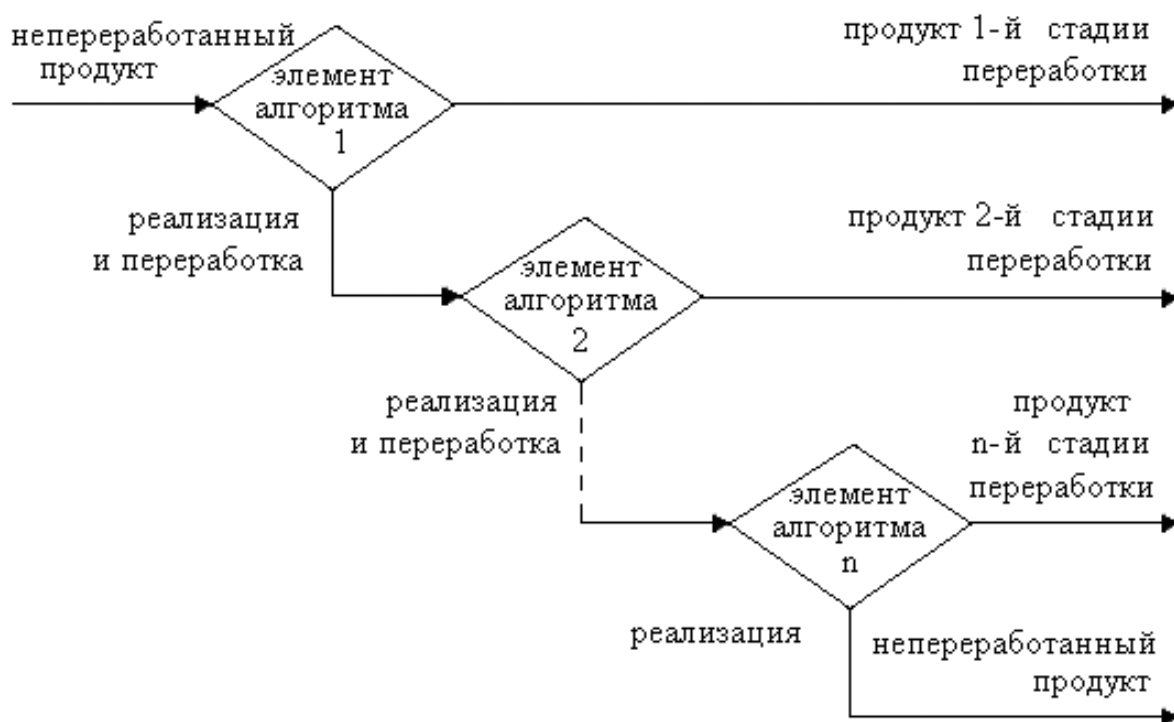 непереработанный
продукт
элемент
алгоритма
1
продукт 1-й стадии
переработки
реализация
и переработка
элемент
алгоритма
2
продукт 2-й стадии
переработки
реализация
и переработка
элемент
алгоритма
n
продукт
n-й стадии
переработки
реализация
непереработанный
продукт